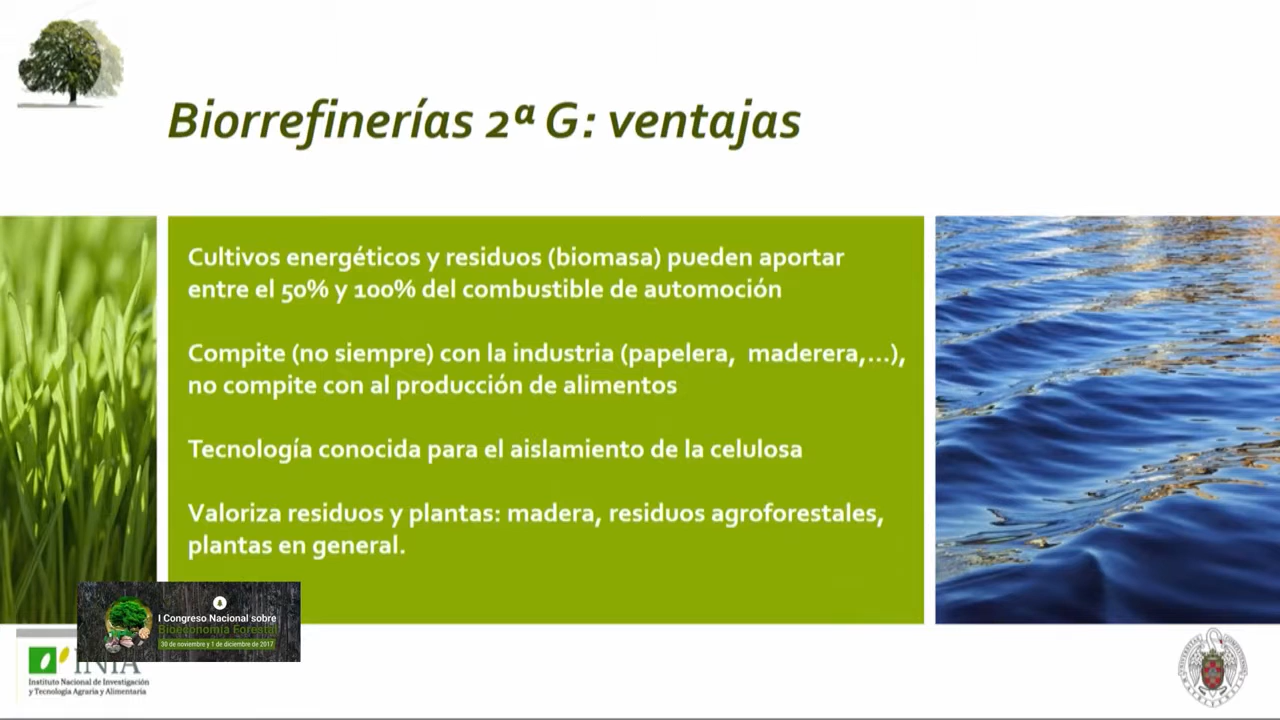 Biorrefinerías 2ª G: ventajas
Cultivos energéticos y residuos (biomasa) pueden aportar
entre el 50% y 100% del combustible de automoción
Compite (no siempre) con la industria (papelera, maderera,...),
no compite con al producción de alimentos
Tecnología conocida para el aislamiento de la celulosa
Valoriza residuos y plantas: madera, residuos agroforestales,
plantas en general.
I Congreso Nacional sobre
Bioeconomía Forestal
30 de noviembre y 1 de diciembre de 2017
INIA
Instituto Nacional de Investigación
y Tecnología Agraria y Alimentaria